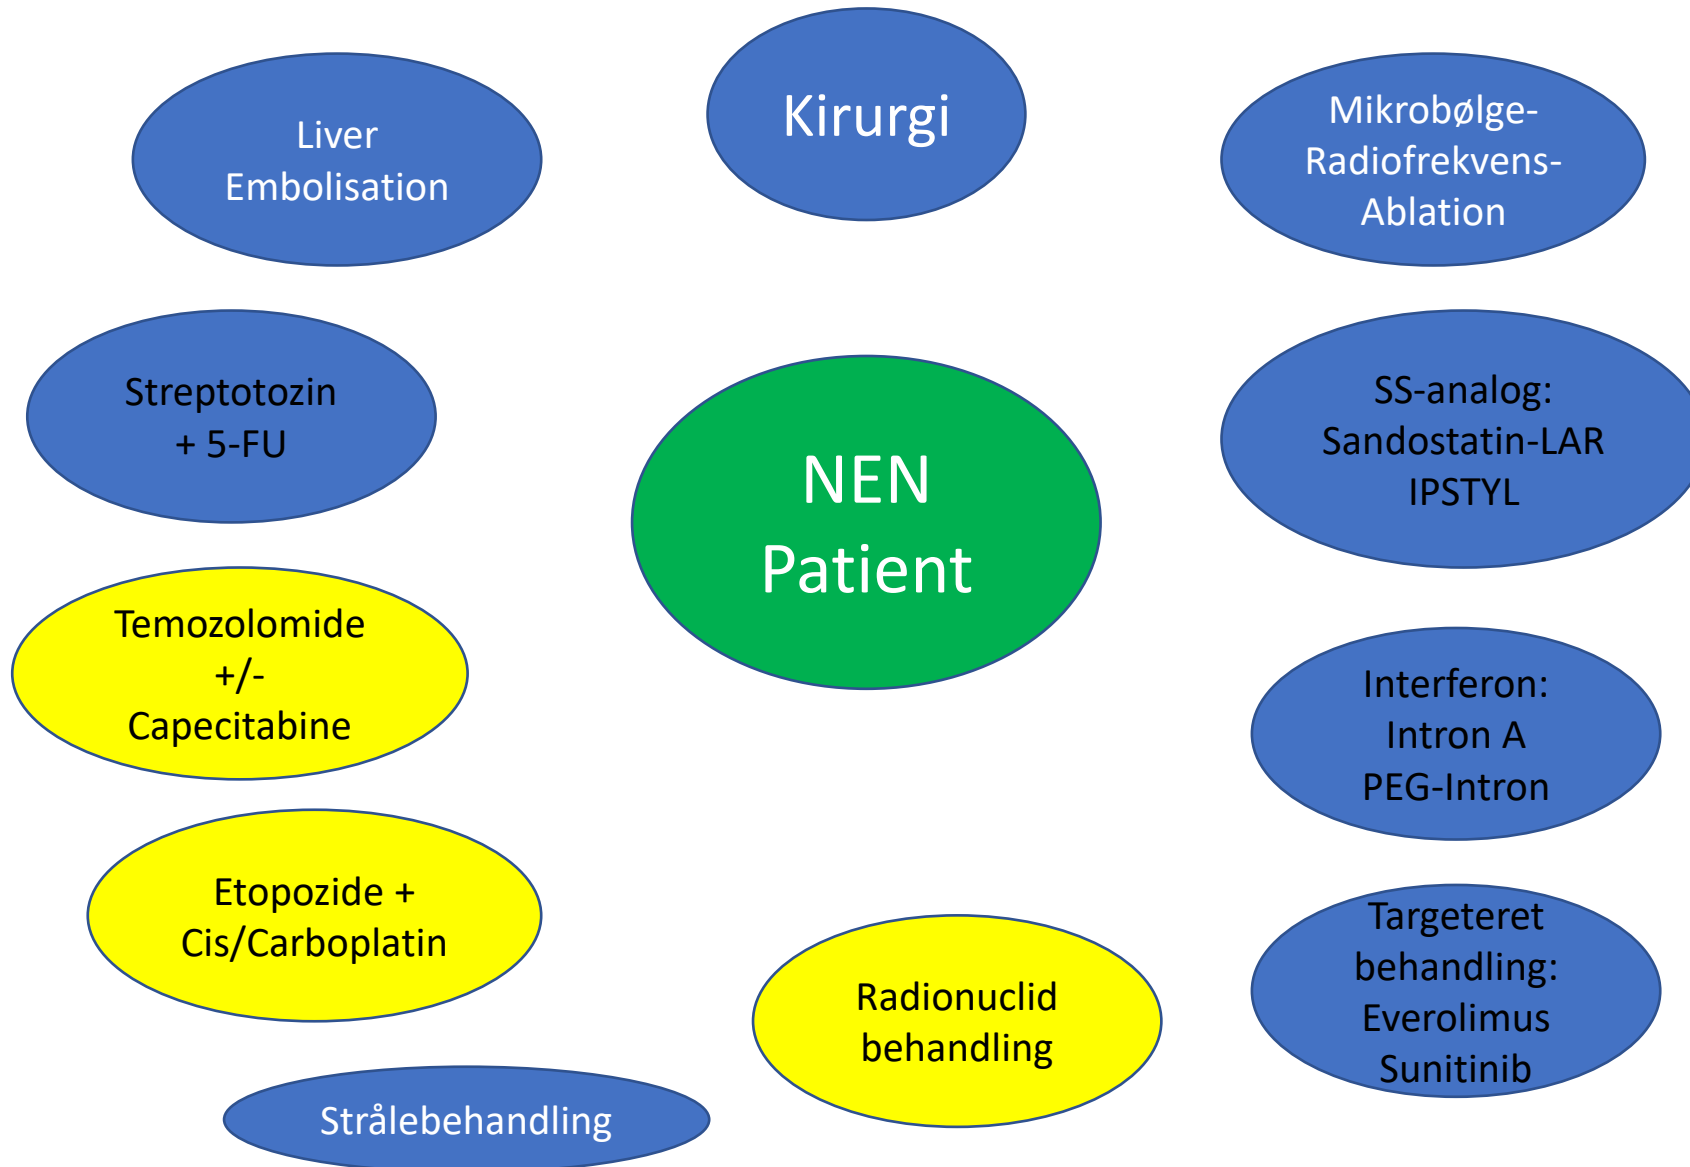 Kirurgi
Liver
Embolisation
Mikrobølge-
Radiofrekvens-
Ablation
Streptotozin
+ 5-FU
NEN
Patient
SS-analog:
Sandostatin-LAR
IPSTYL
Temozolomide
+/-
Capecitabine
Interferon:
Intron A
PEG-Intron
Etopozide +
Cis/Carboplatin
Radionuclid
behandling
Targeteret
behandling:
Everolimus
Sunitinib
Strålebehandling